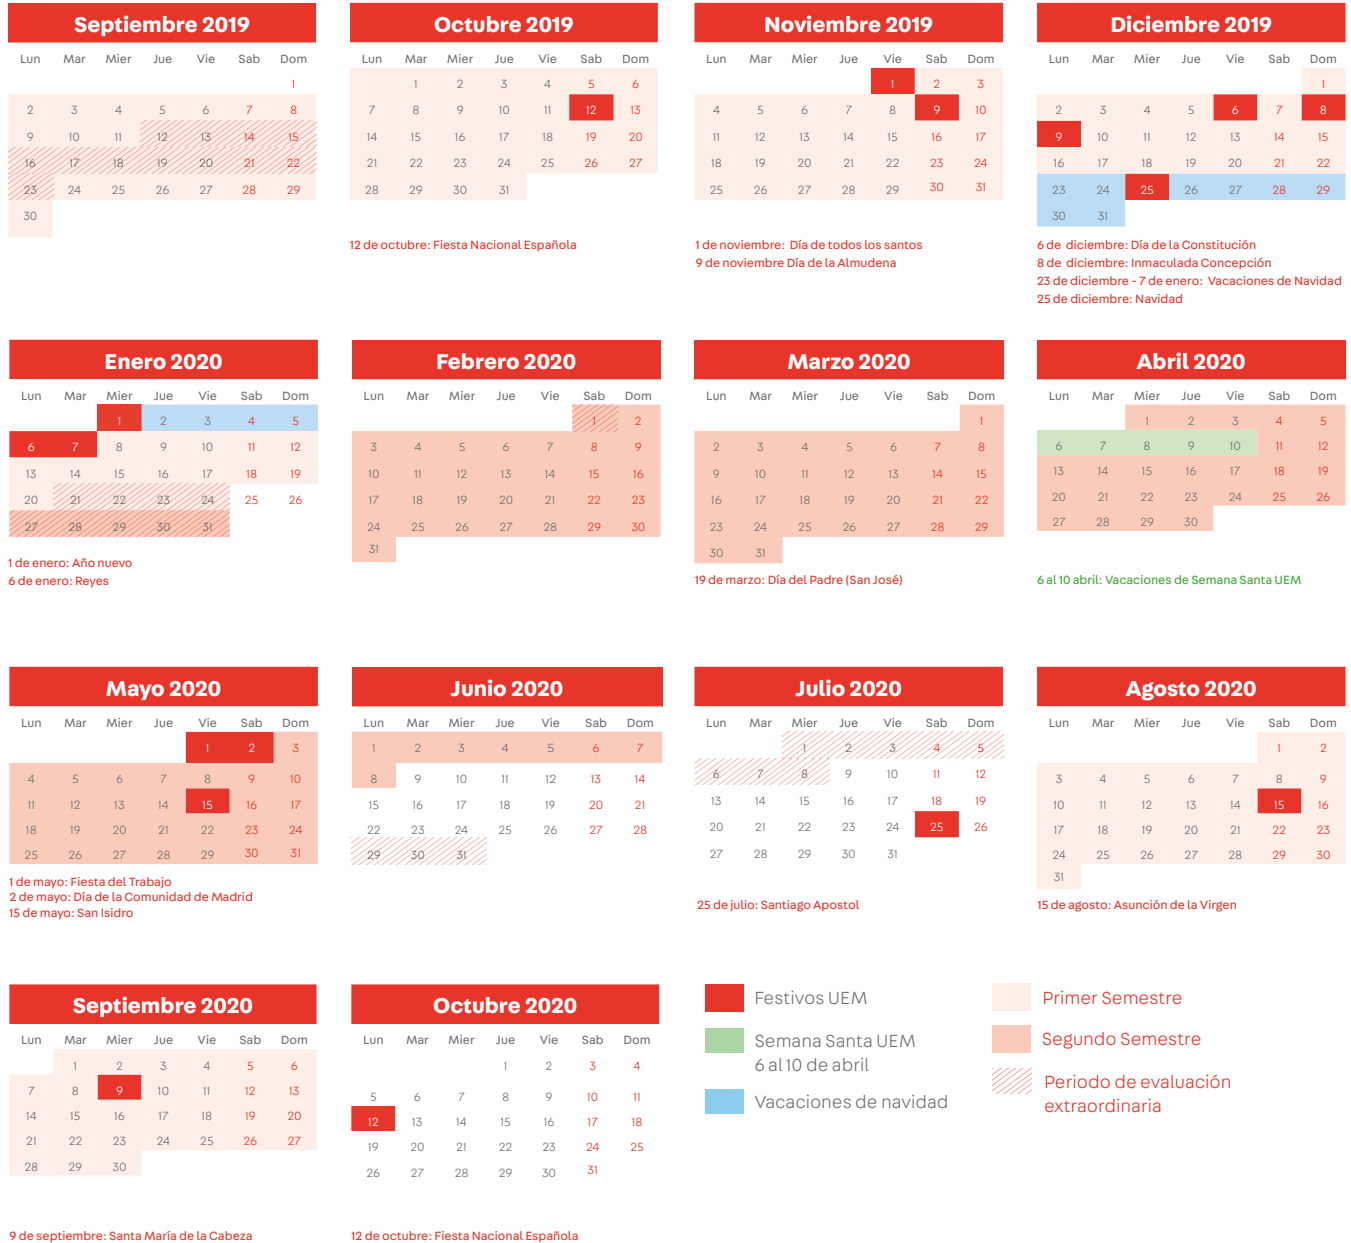 Septiembre 2019
Lun Mar Mier Jue Vie Sab Dom
1
2 3 4 5 6 7 8
9 10 11 12 13 14 15
16 17 18 19 20 21 22
23 24 25 26 27 28 29
30
Octubre 2019
Lun Mar Mier Jue Vie Sab Dom
1 2 3 4 5 6
7 8 9 10 11 12 13
14 15 16 17 18 19 20
21 22 23 24 25 26 27
28 29 30 31
12 de octubre: Fiesta Nacional Española
Noviembre 2019
Lun Mar Mier Jue Vie Sab Dom
1 2 3
4 5 6 7 8 9 10
11 12 13 14 15 16 17
18 19 20 21 22 23 24
25 26 27 28 29 30 31
1 de noviembre: Día de todos los santos
9 de noviembre Día de la Almudena
Diciembre 2019
Lun Mar Mier Jue Vie Sab Dom
1
2 3 4 5 6 7 8
9 10 11 12 13 14 15
16 17 18 19 20 21 22
23 24 25 26 27 28 29
30 31
6 de diciembre: Día de la Constitución
8 de diciembre: Inmaculada Concepción
23 de diciembre - 7 de enero: Vacaciones de Navidad
25 de diciembre: Navidad
Enero 2020
Lun Mar Mier Jue Vie Sab Dom
1 2 3 4 5
6 7 8 9 10 11 12
13 14 15 16 17 18 19
20 21 22 23 24 25 26
27 28 29 30 31
1 de enero: Año nuevo
6 de enero: Reyes
Febrero 2020
Lun Mar Mier Jue Vie Sab Dom
1 2
3 4 5 6 7 8 9
10 11 12 13 14 15 16
17 18 19 20 21 22 23
24 25 26 27 28 29 30
31
Marzo 2020
Lun Mar Mier Jue Vie Sab Dom
1
2 3 4 5 6 7 8
9 10 11 12 13 14 15
16 17 18 19 20 21 22
23 24 25 26 27 28 29
30 31
19 de marzo: Día del Padre (San José)
Abril 2020
Lun Mar Mier Jue Vie Sab Dom
1 2 3 4 5
6 7 8 9 10 11 12
13 14 15 16 17 18 19
20 21 22 23 24 25 26
27 28 29 30
6 al 10 abril: Vacaciones de Semana Santa UEM
Mayo 2020
Lun Mar Mier Jue Vie Sab Dom
1 2 3
4 5 6 7 8 9 10
11 12 13 14 15 16 17
18 19 20 21 22 23 24
25 26 27 28 29 30 31
1 de mayo: Fiesta del Trabajo
2 de mayo: Día de la Comunidad de Madrid
15 de mayo: San Isidro
Junio 2020
Lun Mar Mier Jue Vie Sab Dom
1 2 3 4 5 6 7
8 9 10 11 12 13 14
15 16 17 18 19 20 21
22 23 24 25 26 27 28
29 30 31
Julio 2020
Lun Mar Mier Jue Vie Sab Dom
1 2 3 4 5
6 7 8 9 10 11 12
13 14 15 16 17 18 19
20 21 22 23 24 25 26
27 28 29 30 31
25 de julio: Santiago Apostol
Agosto 2020
Lun Mar Mier Jue Vie Sab Dom
1 2
3 4 5 6 7 8 9
10 11 12 13 14 15 16
17 18 19 20 21 22 23
24 25 26 27 28 29 30
31
15 de agosto: Asunción de la Virgen
Septiembre 2020
Lun Mar Mier Jue Vie Sab Dom
1 2 3 4 5 6
7 8 9 10 11 12 13
14 15 16 17 18 19 20
21 22 23 24 25 26 27
28 29 30
9 de septiembre: Santa María de la Cabeza
Octubre 2020
Lun Mar Mier Jue Vie Sab Dom
1 2 3 4
5 6 7 8 9 10 11
12 13 14 15 16 17 18
19 20 21 22 23 24 25
26 27 28 29 30 31
12 de octubre: Fiesta Nacional Española
Festivos UEM
Semana Santa UEM
6 al 10 de abril
Vacaciones de navidad
Primer Semestre
Segundo Semestre
Periodo de evaluación
extraordinaria